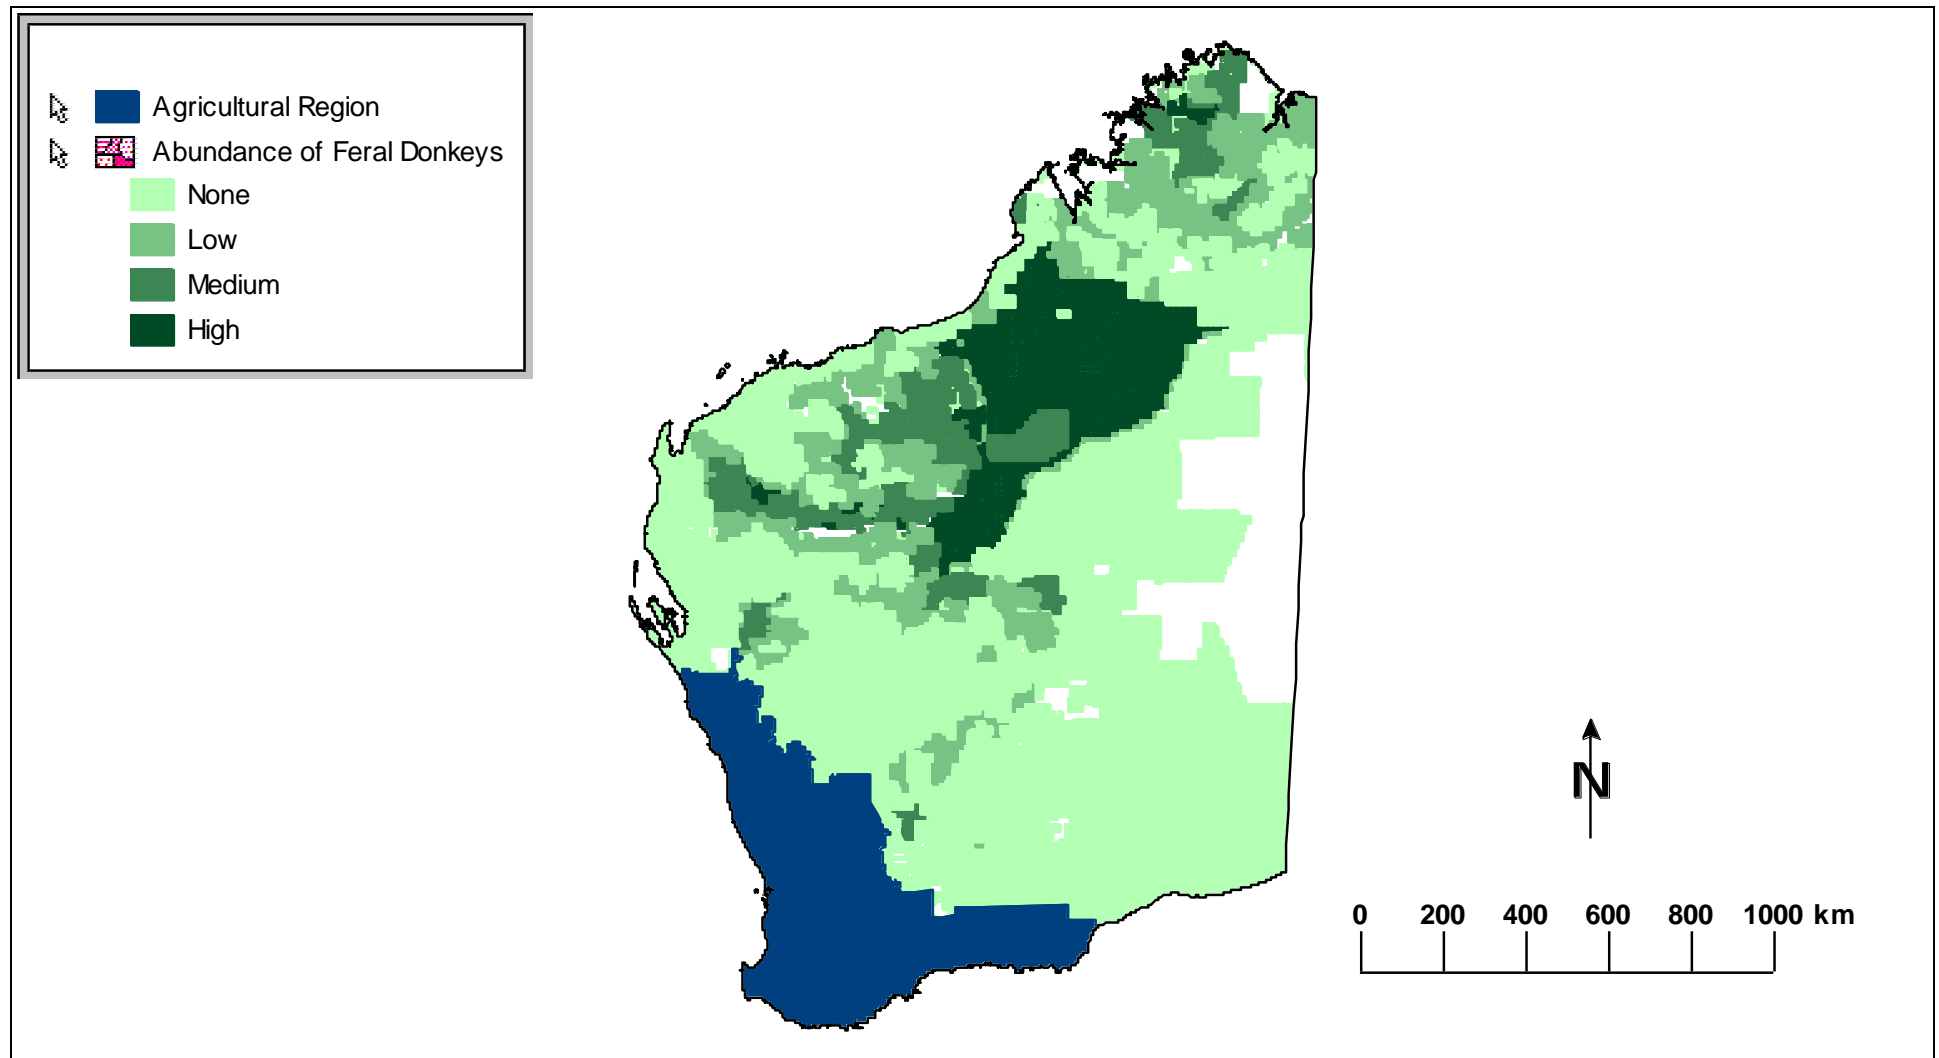 Agricultural Region
Abundance of Feral Donkeys
None
Low
Medium
High
N
0 200 400 600 800 1000 km